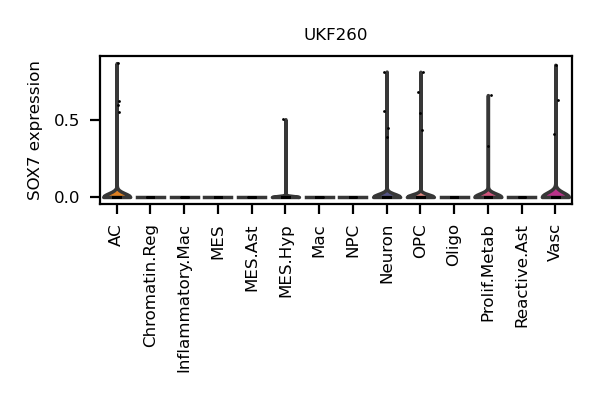 UKF260
SOX7 expression
0.5
0.0
AC
Chromatin.Reg
Inflammatory.Mac
MES
MES.Ast
MES.Hyp
Mac
NPC
Neuron
OPC
Oligo
Prolif.Metab
Reactive.Ast
Vasc